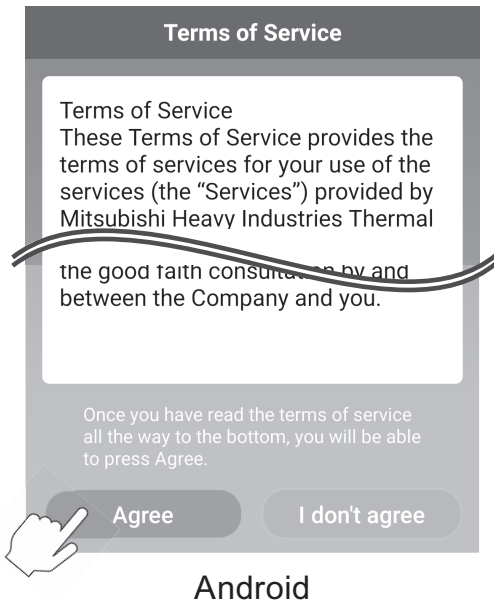 Terms of Service
Terms of Service
These Terms of Service provides the
terms of services for your use of the
services (the “Services”) provided by
Mitsubishi Heavy Industries Thermal
the good faith consultation by and
between the Company and you.
Once you have read the terms of service
all the way to the bottom, you will be able
to press Agree.
Agree
I don't agree
Android